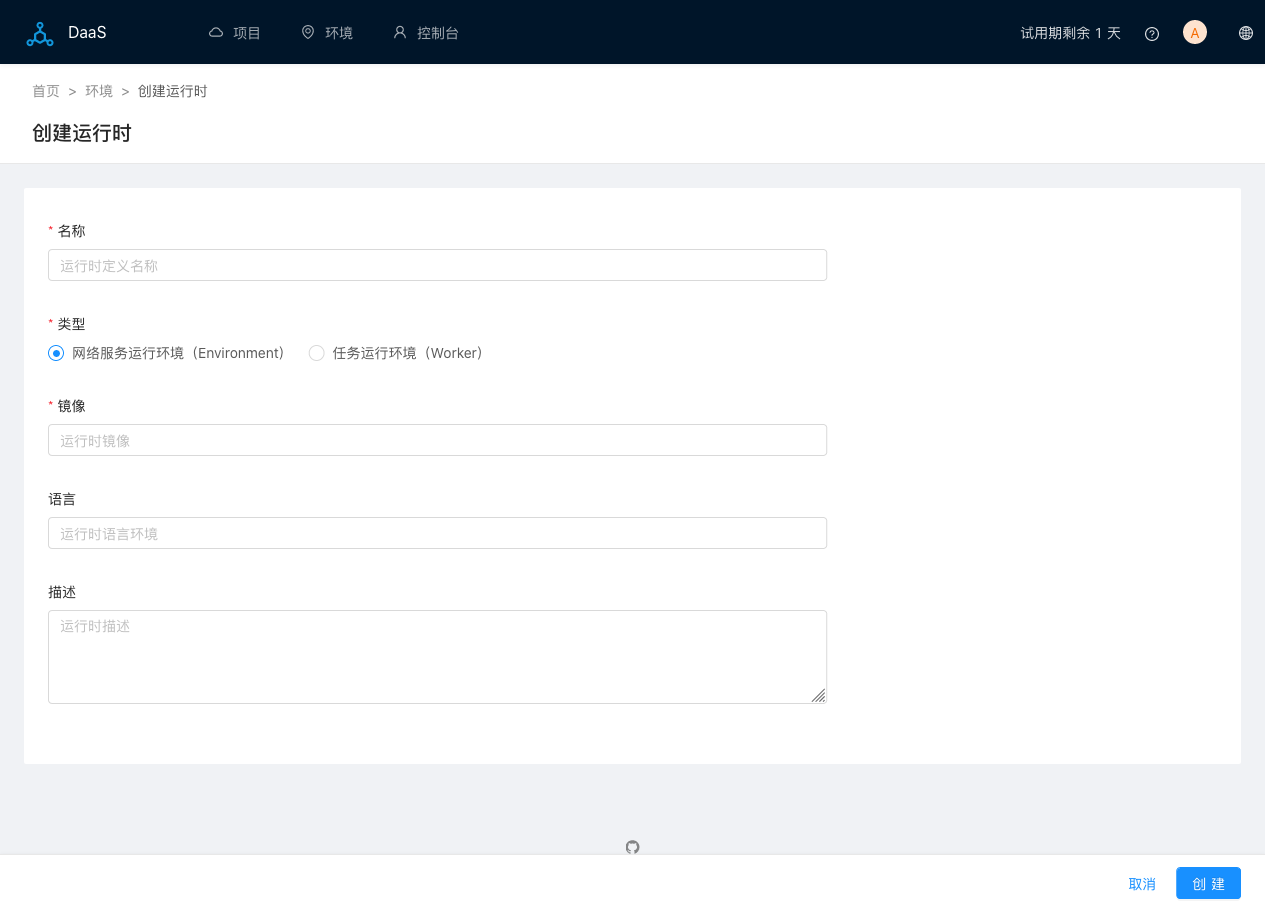 DaaS 项目 环境 控制台 试用期剩余 1 天 A
首页 > 环境 > 创建运行时
创建运行时
* 名称
运行时定义名称
* 类型
网络服务运行环境（Environment） 任务运行环境（Worker）
* 镜像
运行时镜像
语言
运行时语言环境
描述
运行时描述
取消 创 建